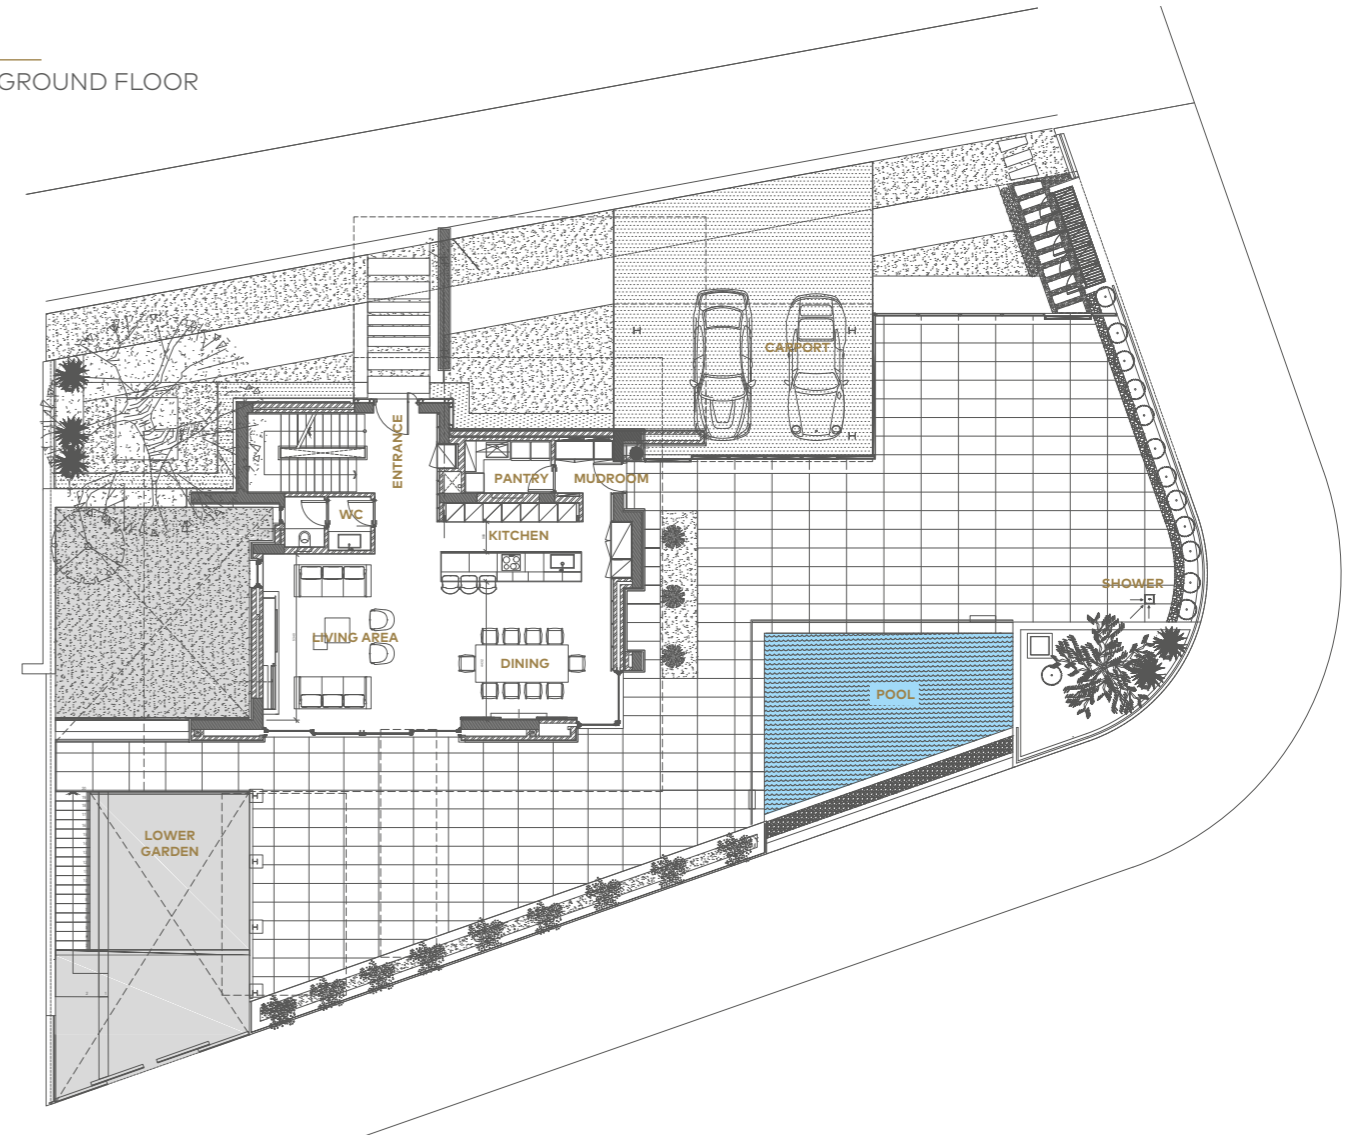 GROUND FLOOR
CARPORT
ENTRANCE
PANTRY
MUDROOM
WC
KITCHEN
SHOWER
LIVING AREA
DINING
POOL
LOWER
GARDEN